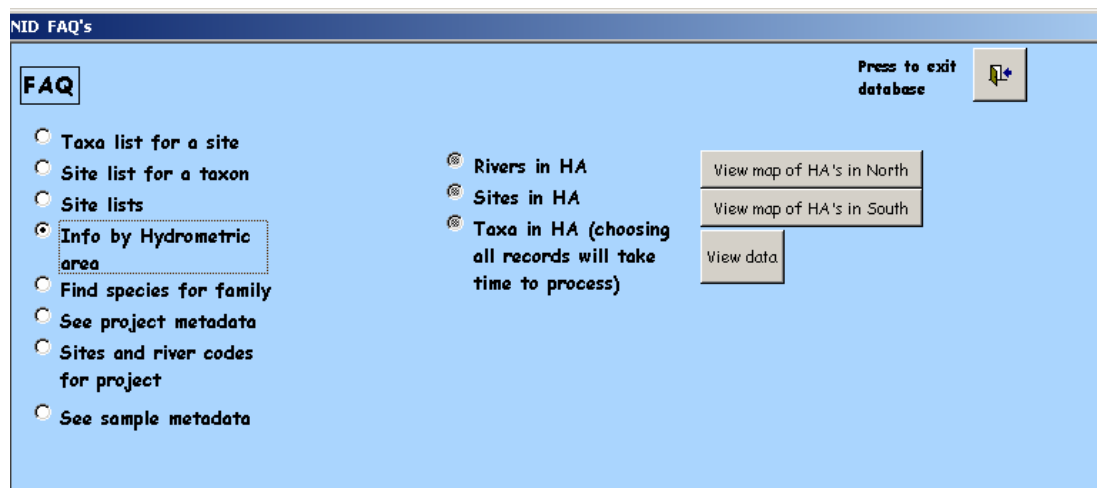 NID FAQ's
FAQ
Press to exit
database
Taxa list for a site
Site list for a taxon
Site lists
Info by Hydrometric
area
Find species for family
See project metadata
Sites and river codes
for project
See sample metadata
Rivers in HA
Sites in HA
Taxa in HA (choosing
all records will take
time to process)
View map of HA's in North
View map of HA's in South
View data